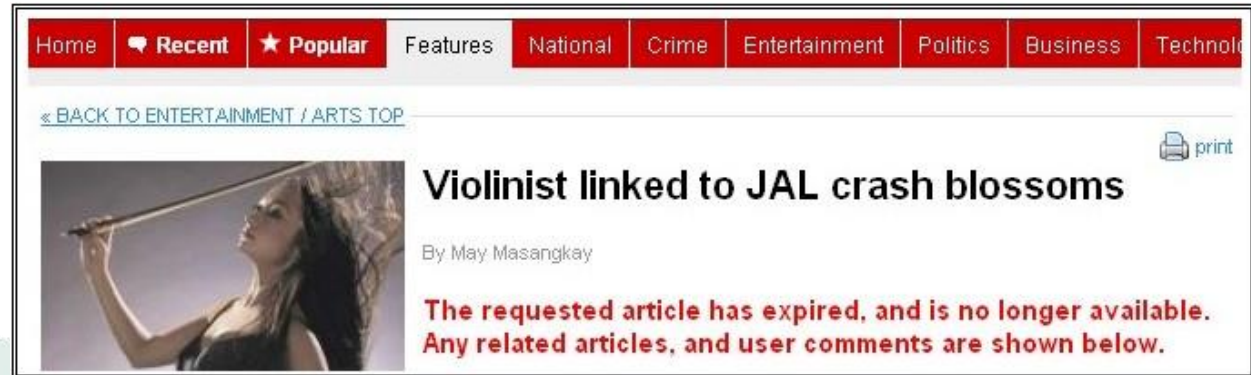 Home Recent Popular Features National Crime Entertainment Politics Business Technolo
« BACK TO ENTERTAINMENT / ARTS TOP
print
Violinist linked to JAL crash blossoms
By May Masangkay
The requested article has expired, and is no longer available.
Any related articles, and user comments are shown below.